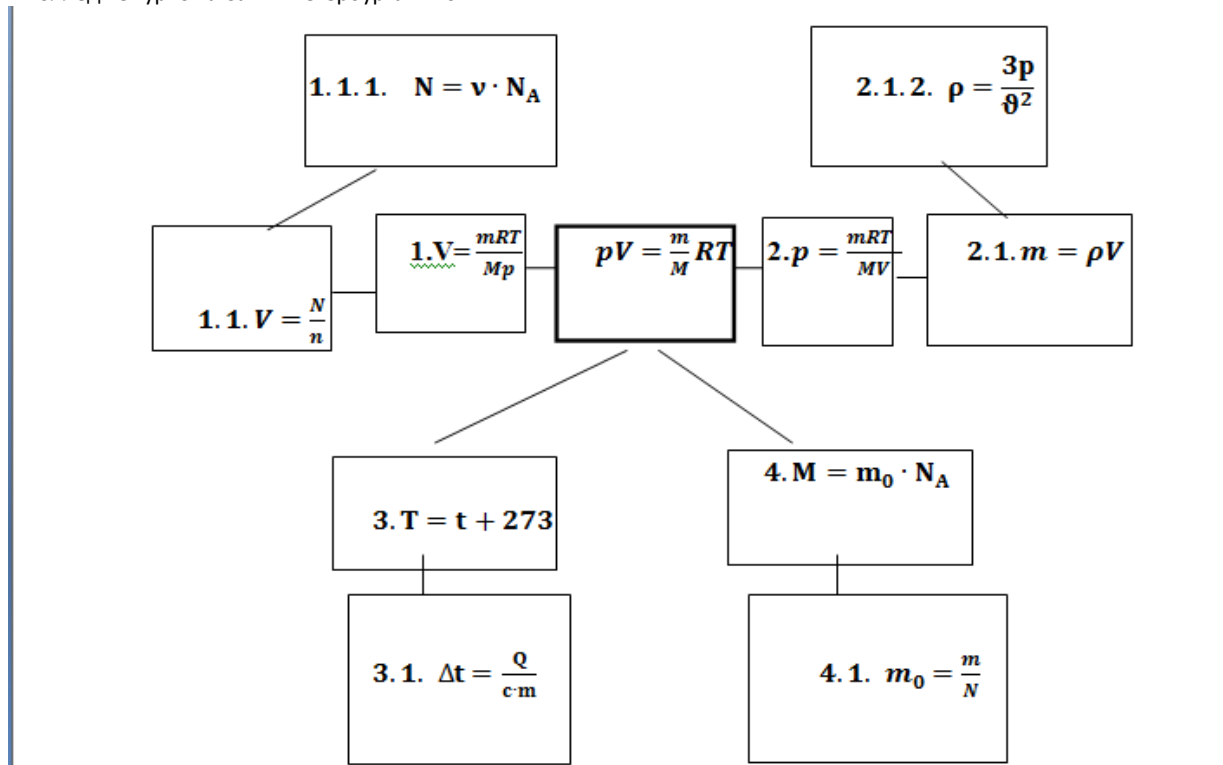 1.1.1. N = ν · N_A
2.1.2. ρ = 3p/ϑ²
1.V= mRT/Mp
pV = m/M RT
2.p = mRT/MV
2.1.m = ρV
1.1.V = N/n
4.M = m₀ · N_A
3.T = t + 273
3.1. Δt = Q/c·m
4.1. m₀ = m/N